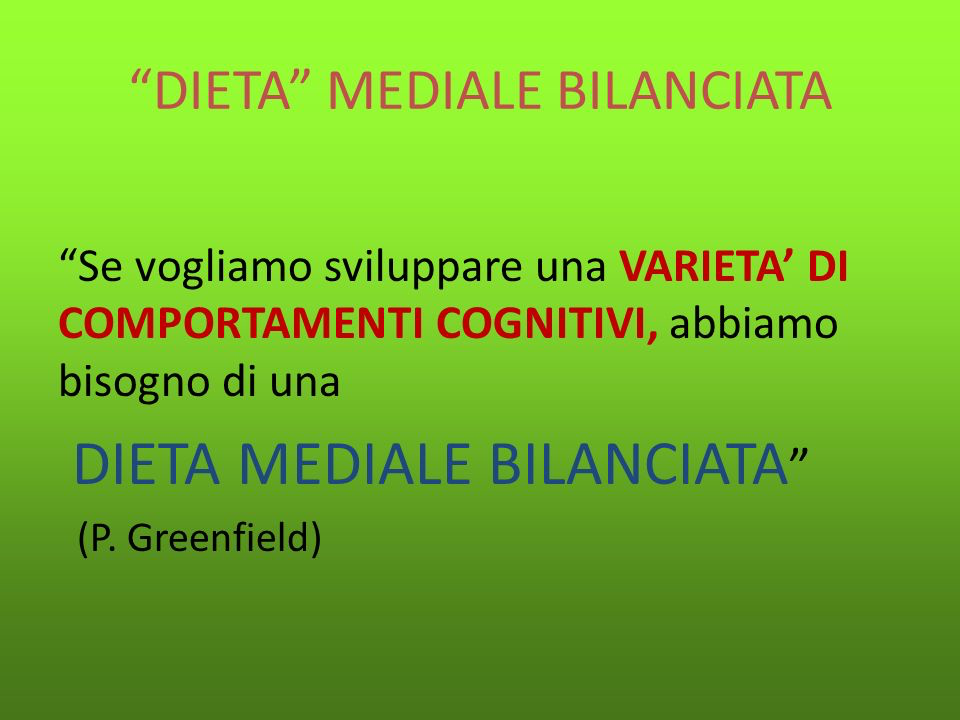 “DIETA” MEDIALE BILANCIATA
“Se vogliamo sviluppare una VARIETA’ DI
COMPORTAMENTI COGNITIVI, abbiamo
bisogno di una
DIETA MEDIALE BILANCIATA”
(P. Greenfield)